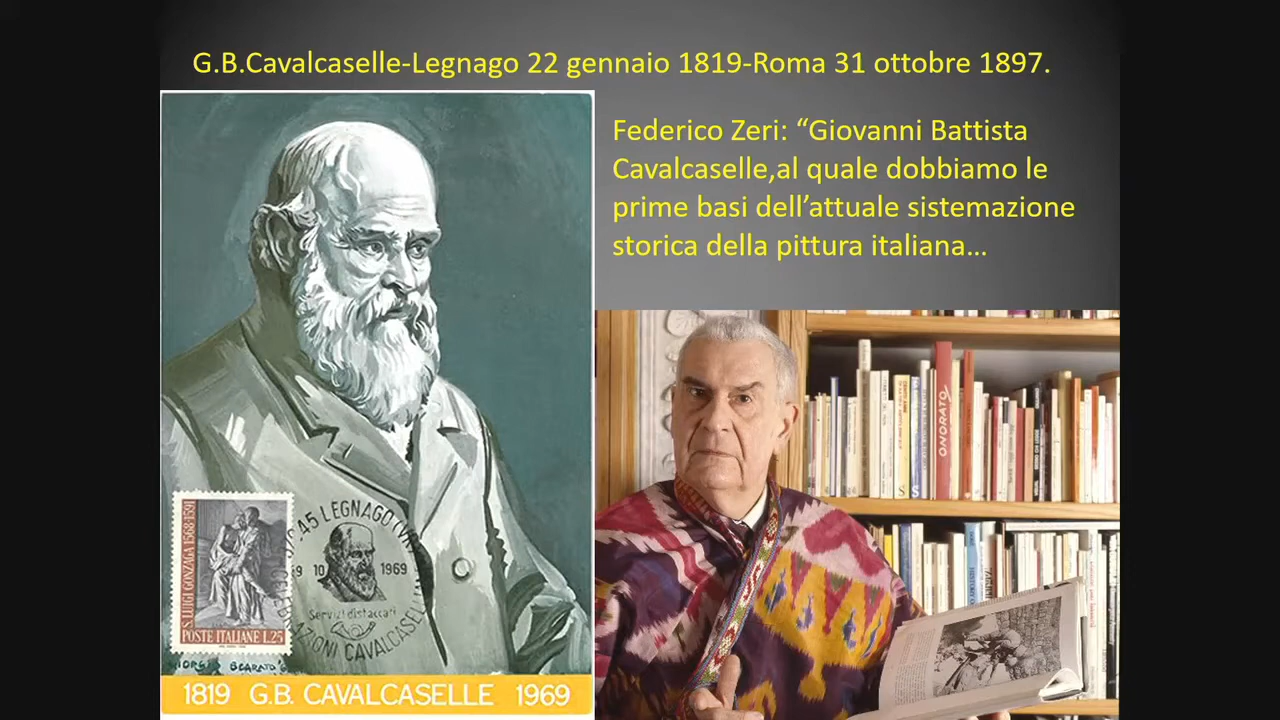 G.B.Cavalcaselle-Legnago 22 gennaio 1819-Roma 31 ottobre 1897.
Federico Zeri: “Giovanni Battista
Cavalcaselle,al quale dobbiamo le
prime basi dell’attuale sistemazione
storica della pittura italiana…
ONORATO
45 LEGNAGO (VR)
10
1969
Servizi distaccati
CAVALCASEL
S. LUIGI GONZAGA 1568-1591
POSTE ITALIANE L.25
1819 G.B. CAVALCASELLE 1969